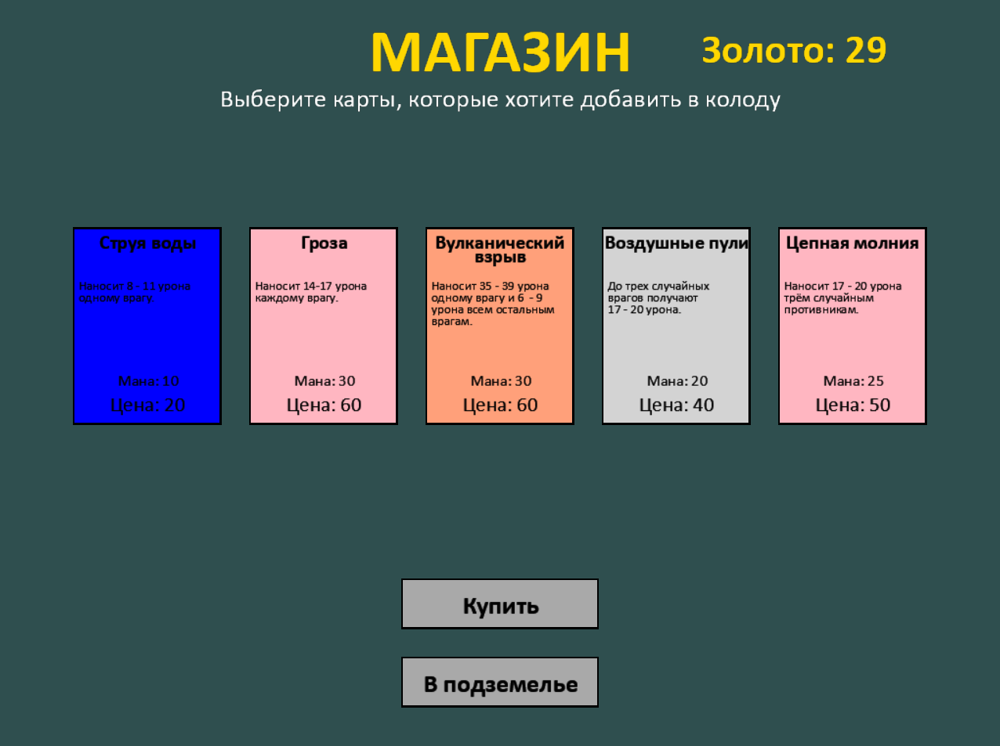 МАГАЗИН
Золото: 29
Выберите карты, которые хотите добавить в колоду
Струя воды
Наносит 8 - 11 урона
одному врагу.
Мана: 10
Цена: 20
Гроза
Наносит 14-17 урона
каждому врагу.
Мана: 30
Цена: 60
Вулканический
взрыв
Наносит 35 - 39 урона
одному врагу и 6 - 9
урона всем остальным
врагам.
Мана: 30
Цена: 60
Воздушные пули
До трех случайных
врагов получают
17 - 20 урона.
Мана: 20
Цена: 40
Цепная молния
Наносит 17 - 20 урона
трём случайным
противникам.
Мана: 25
Цена: 50
Купить
В подземелье